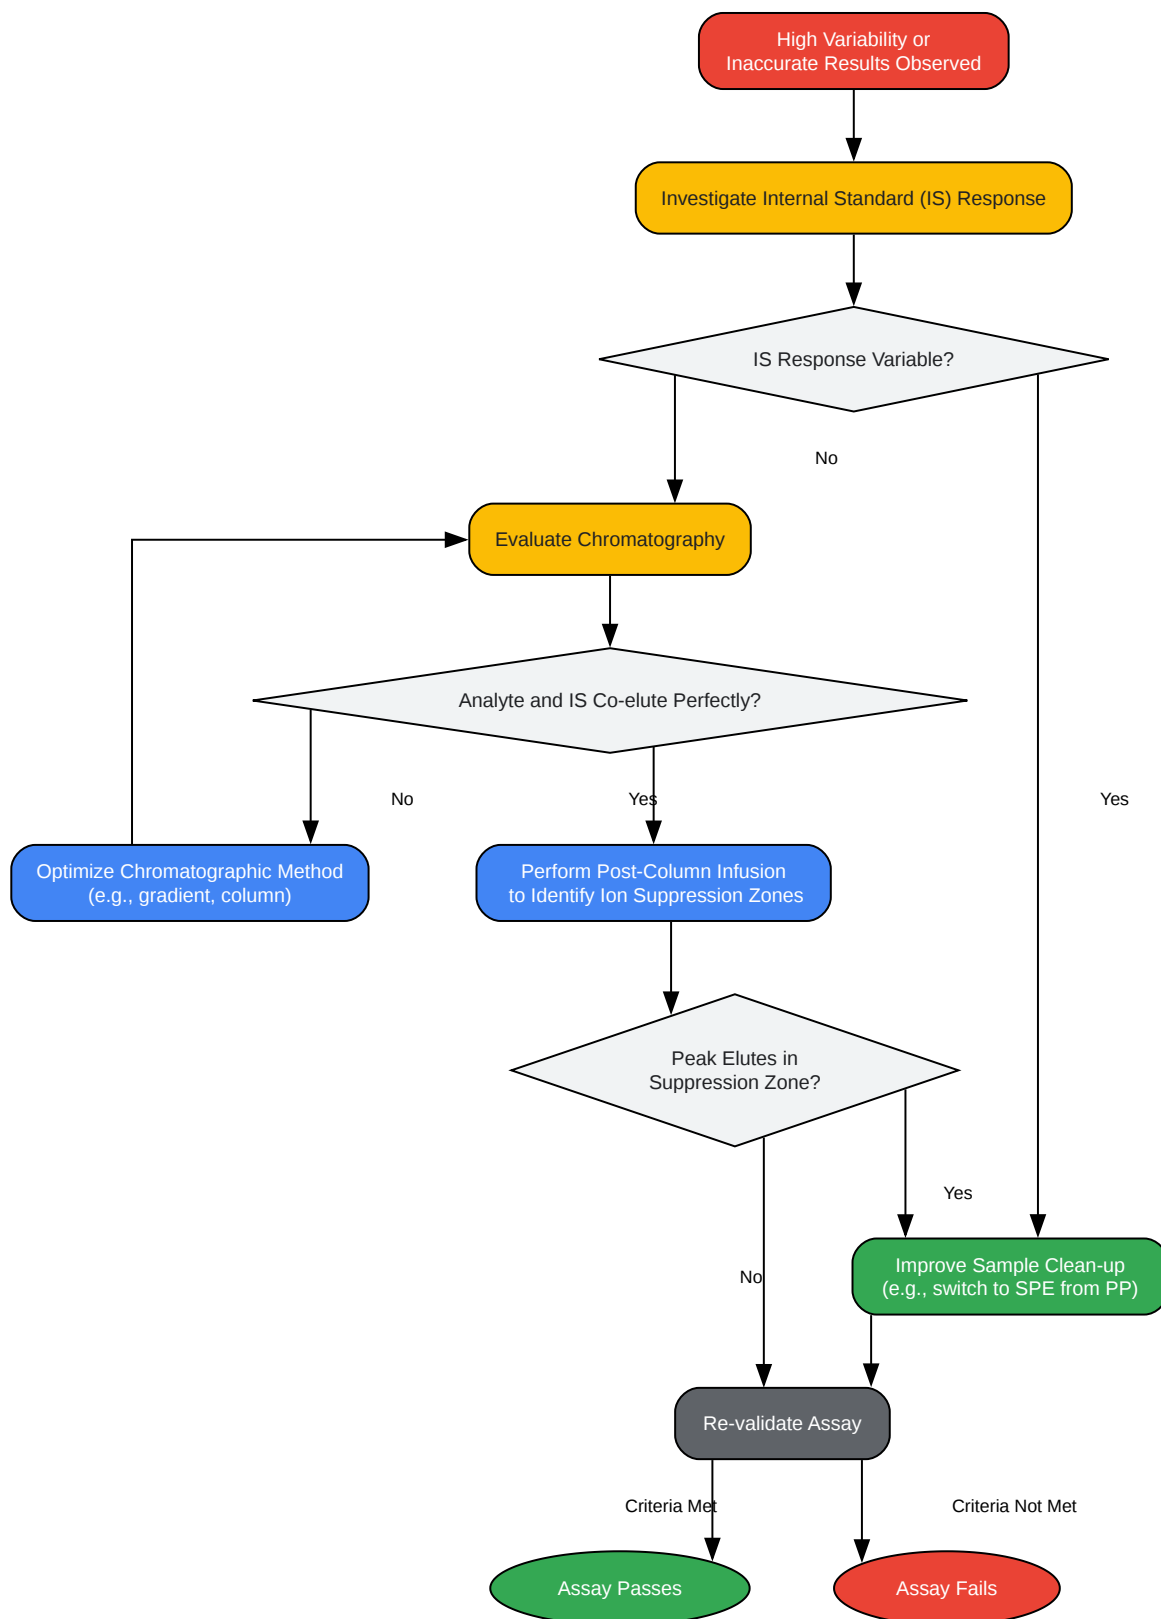 High Variability or
Inaccurate Results Observed
Investigate Internal Standard (IS) Response
IS Response Variable?
No
Evaluate Chromatography
Analyte and IS Co-elute Perfectly?
No
Yes
Yes
Optimize Chromatographic Method
(e.g., gradient, column)
Perform Post-Column Infusion
to Identify Ion Suppression Zones
Peak Elutes in
Suppression Zone?
Yes
No
Improve Sample Clean-up
(e.g., switch to SPE from PP)
Re-validate Assay
Criteria Met
Criteria Not Met
Assay Passes
Assay Fails